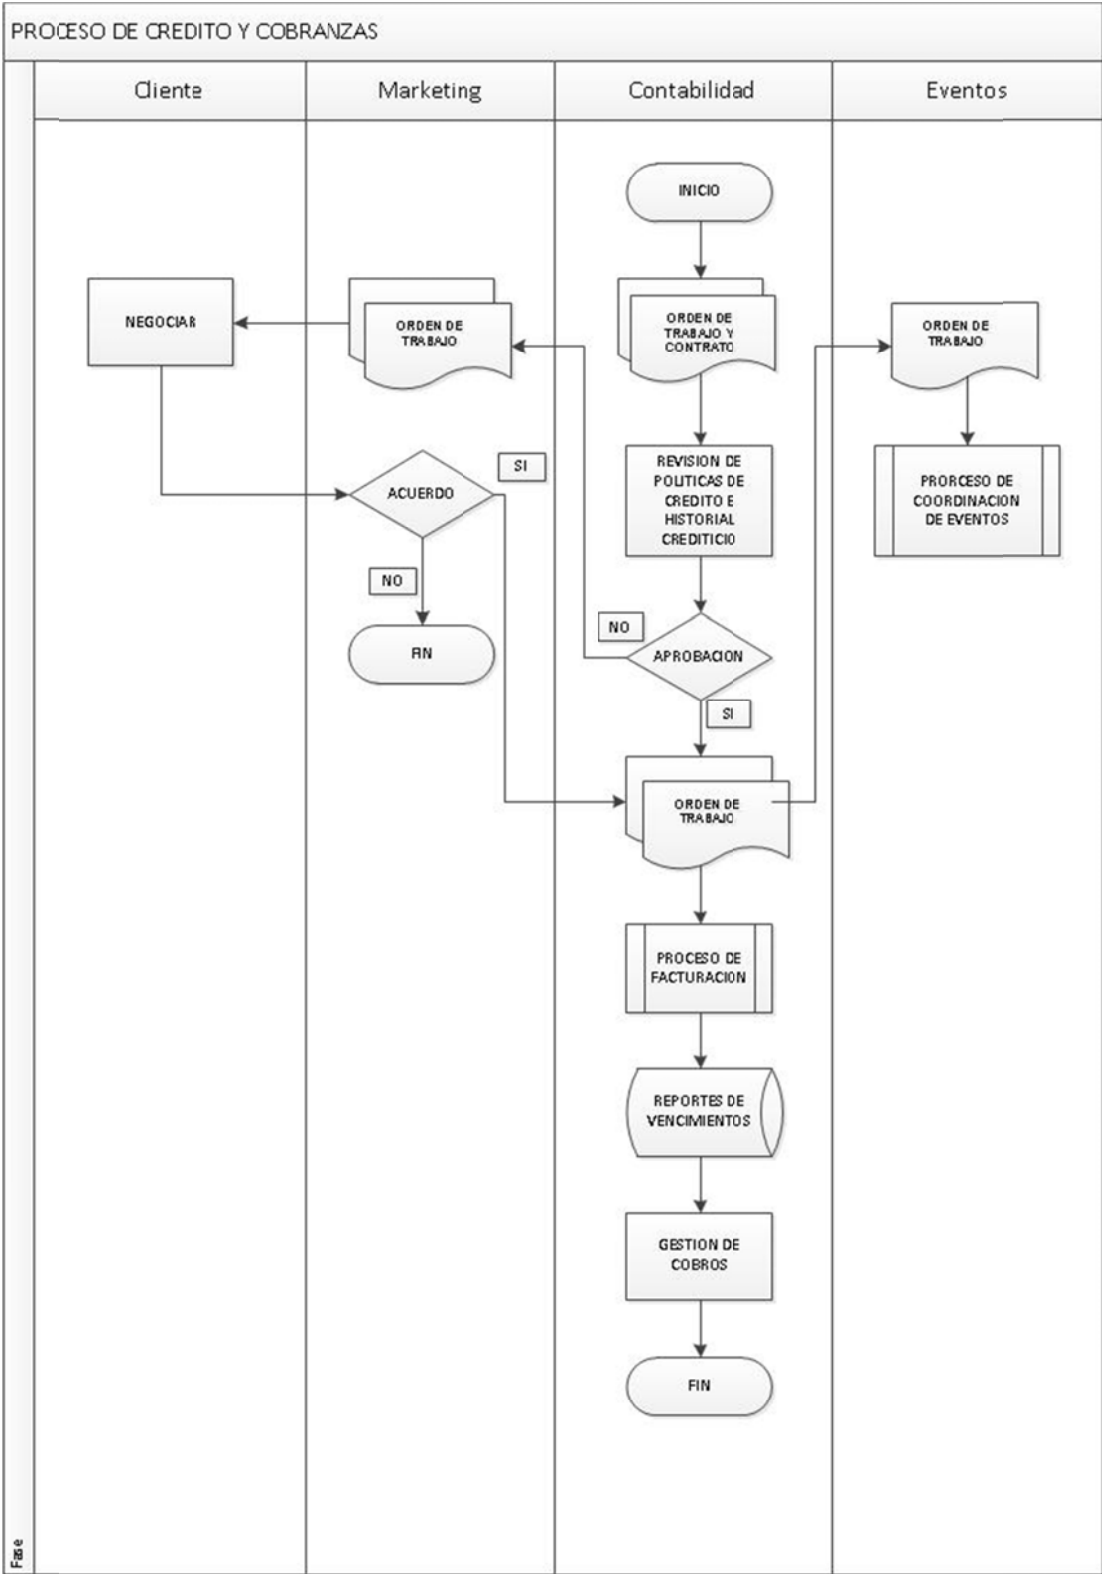 PROCESO DE CREDITO Y COBRANZAS
Cliente
Marketing
Contabilidad
Eventos
INICIO
NEGOCIAR
ORDEN DE
TRABAJO
ORDEN DE
TRABAJO Y
CONTRATO
ORDEN DE
TRABAJO
ACUERDO
SI
REVISION DE
POLITICAS DE
CREDITO E
HISTORIAL
CREDITICIO
PRORCESO DE
COORDINACION
DE EVENTOS
NO
FIN
NO
APROBACION
SI
ORDEN DE
TRABAJO
PROCESO DE
FACTURACION
REPORTES DE
VENCIMIENTOS
GESTION DE
COBROS
FIN
Fase